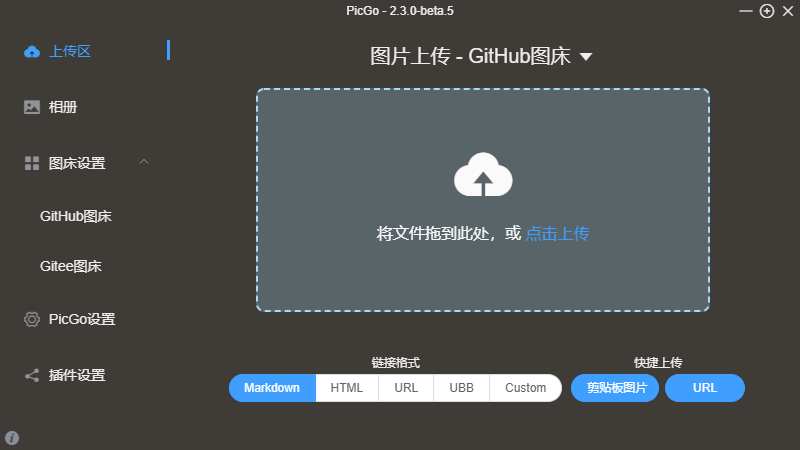 PicGo - 2.3.0-beta.5
上传区
相册
图床设置
GitHub图床
Gitee图床
PicGo设置
插件设置
图片上传 - GitHub图床
将文件拖到此处，或 点击上传
链接格式
Markdown HTML URL UBB Custom
快捷上传
剪贴板图片 URL